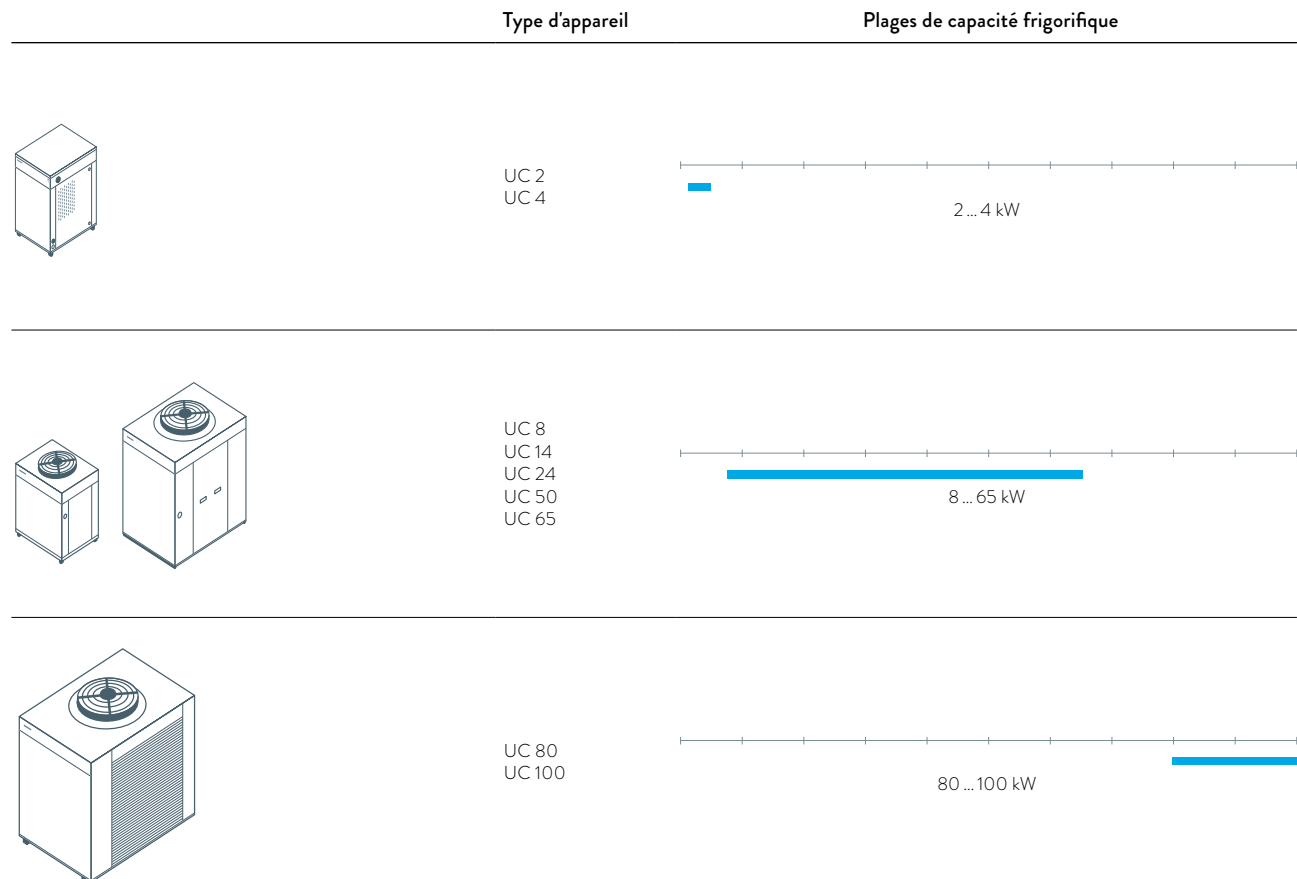 Type d'appareil
Plages de capacité frigorifique
UC 2
UC 4
2 ... 4 kW
UC 8
UC 14
UC 24
UC 50
UC 65
8 ... 65 kW
UC 80
UC 100
80 ... 100 kW